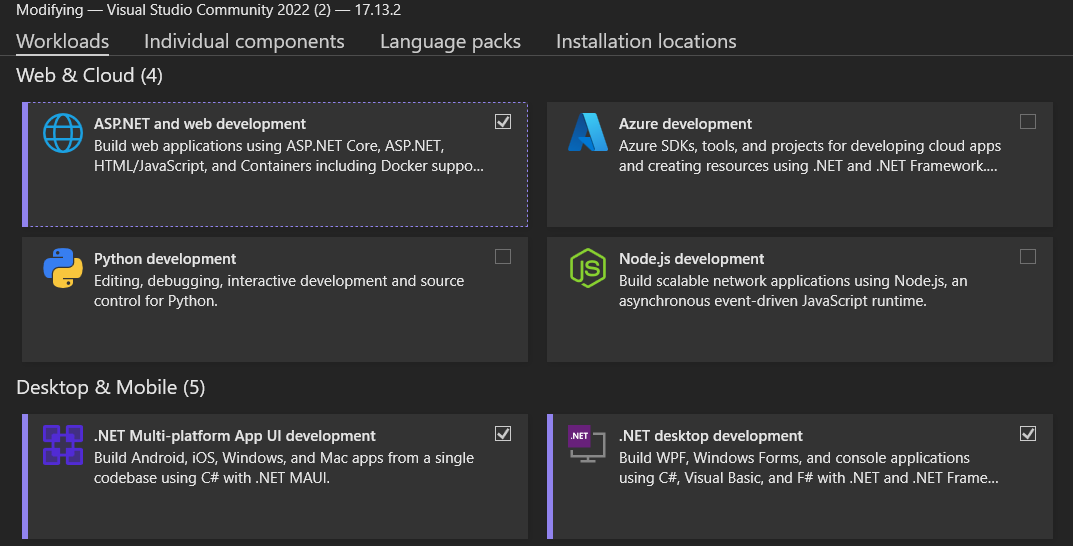 Modifying — Visual Studio Community 2022 (2) — 17.13.2
Workloads Individual components Language packs Installation locations
Web & Cloud (4)
ASP.NET and web development
Build web applications using ASP.NET Core, ASP.NET,
HTML/JavaScript, and Containers including Docker suppo...
Azure development
Azure SDKs, tools, and projects for developing cloud apps
and creating resources using .NET and .NET Framework....
Python development
Editing, debugging, interactive development and source
control for Python.
JS
Node.js development
Build scalable network applications using Node.js, an
asynchronous event-driven JavaScript runtime.
Desktop & Mobile (5)
.NET Multi-platform App UI development
Build Android, iOS, Windows, and Mac apps from a single
codebase using C# with .NET MAUI.
.NET
.NET desktop development
Build WPF, Windows Forms, and console applications
using C#, Visual Basic, and F# with .NET and .NET Frame...